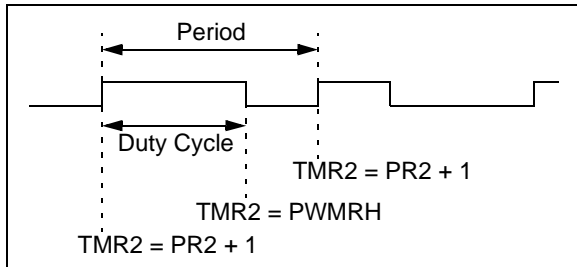 Period
Duty Cycle
TMR2 = PR2 + 1
TMR2 = PWMRH
TMR2 = PR2 + 1